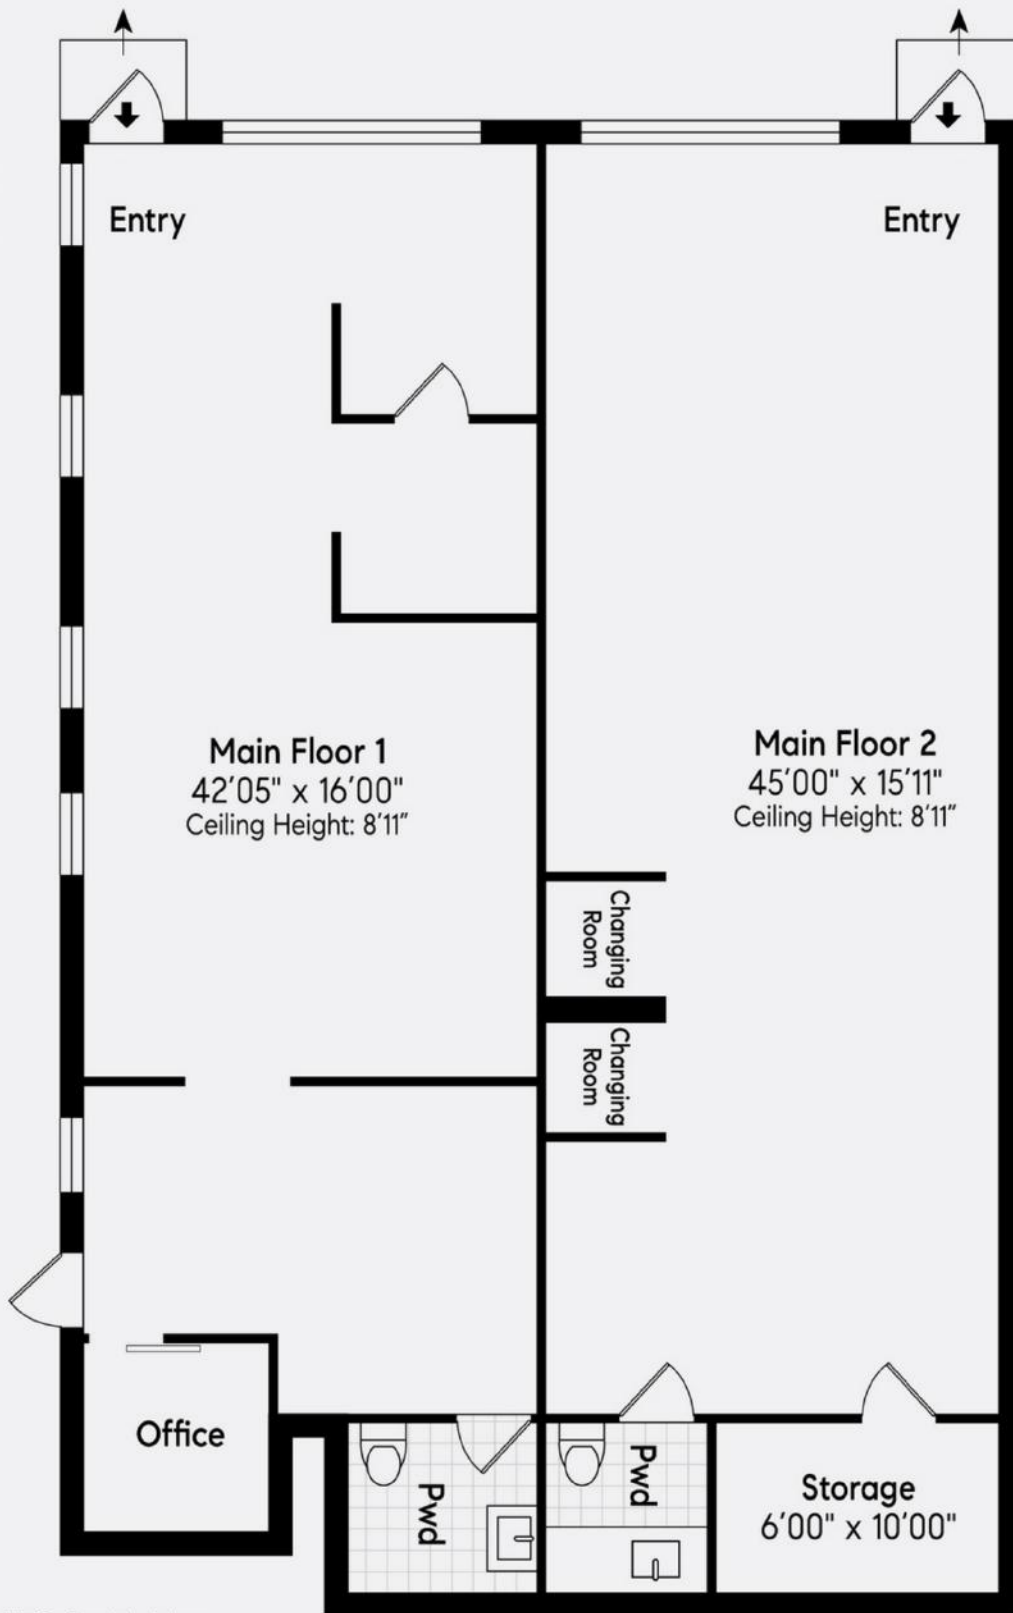 Entry
Entry
Main Floor 1
42'05" x 16'00"
Ceiling Height: 8'11"
Main Floor 2
45'00" x 15'11"
Ceiling Height: 8'11"
Changing
Room
Changing
Room
Office
Pwd
Pwd
Storage
6'00" x 10'00"